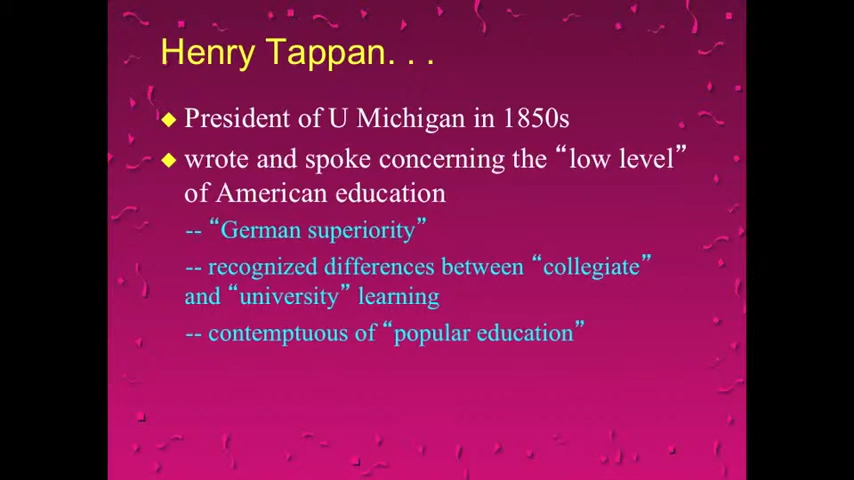 Henry Tappan. . .
◆ President of U Michigan in 1850s
◆ wrote and spoke concerning the “low level”
of American education
-- “German superiority”
-- recognized differences between “collegiate”
and “university” learning
-- contemptuous of “popular education”